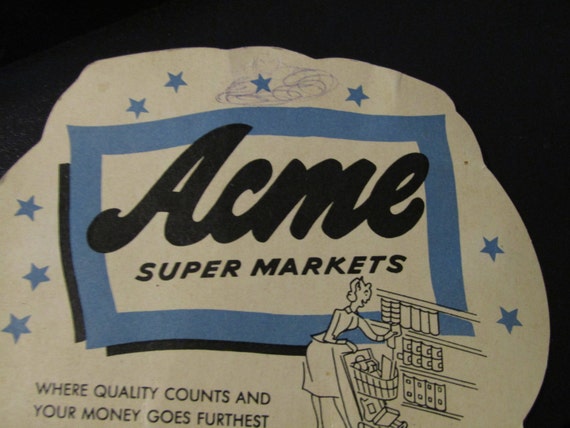 Acme
SUPER MARKETS
WHERE QUALITY COUNTS AND
YOUR MONEY GOES FURTHEST